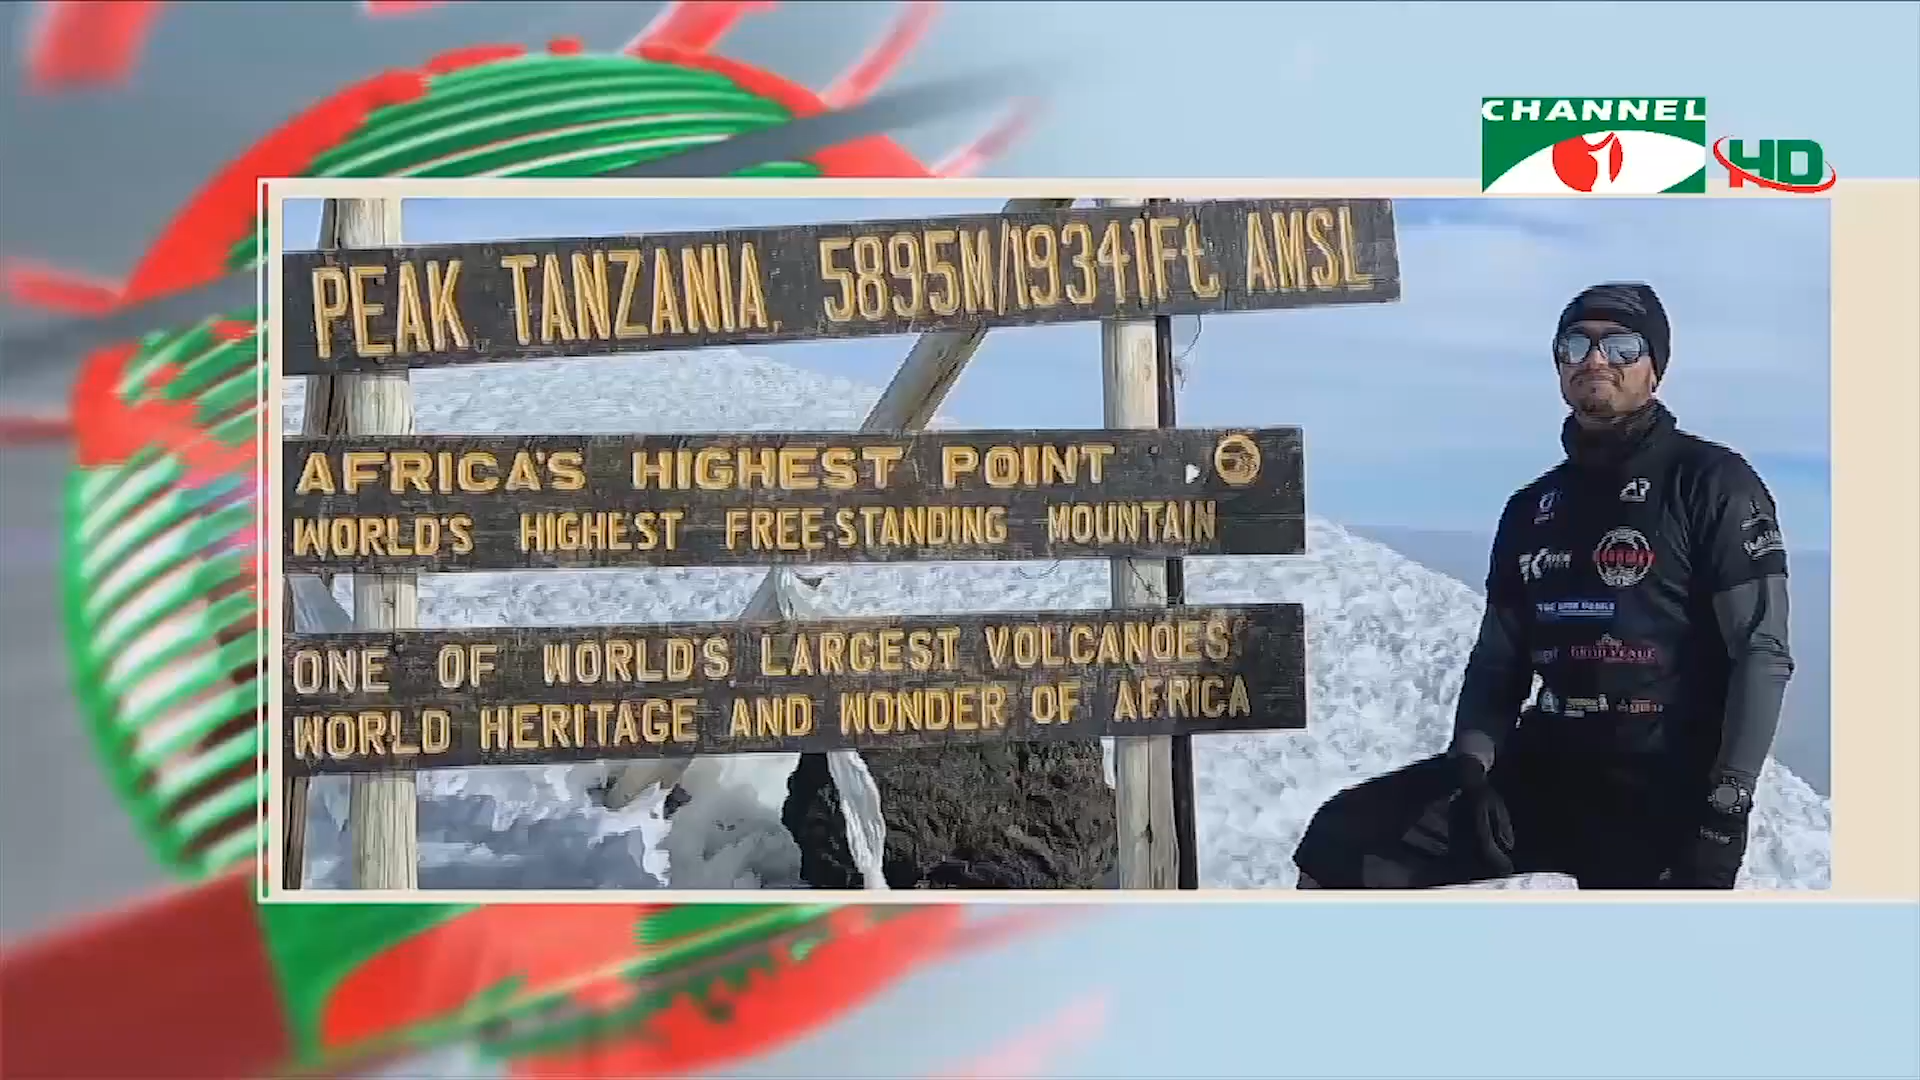 CHANNEL
i HD
PEAK, TANZANIA, 5895M/19341Ft AMSL
AFRICA'S HIGHEST POINT
WORLD'S HIGHEST FREE-STANDING MOUNTAIN
ONE OF WORLD'S LARGEST VOLCANOES
WORLD HERITAGE AND WONDER OF AFRICA